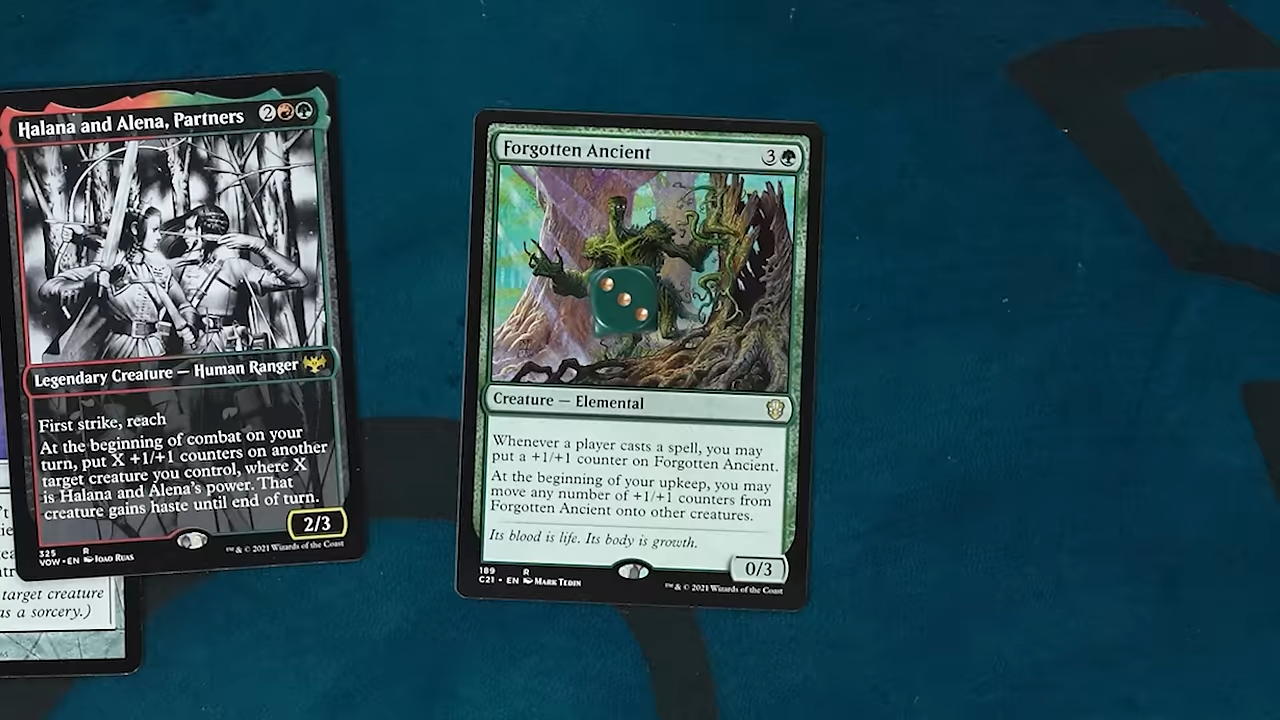 Halana and Alena, Partners 2
Legendary Creature — Human Ranger
First strike, reach
At the beginning of combat on your
turn, put X +1/+1 counters on another
target creature you control, where X
is Halana and Alena's power. That
creature gains haste until end of turn.
2/3
325 R
VOW • EN Ioao Ruas
™ & © 2021 Wizards of the Coast
target creature
as a sorcery.)
Forgotten Ancient 3
Creature — Elemental
Whenever a player casts a spell, you may
put a +1/+1 counter on Forgotten Ancient.
At the beginning of your upkeep, you may
move any number of +1/+1 counters from
Forgotten Ancient onto other creatures.
Its blood is life. Its body is growth.
0/3
189 R
C21 • EN Mark Tedin
™ & © 2021 Wizards of the Coast